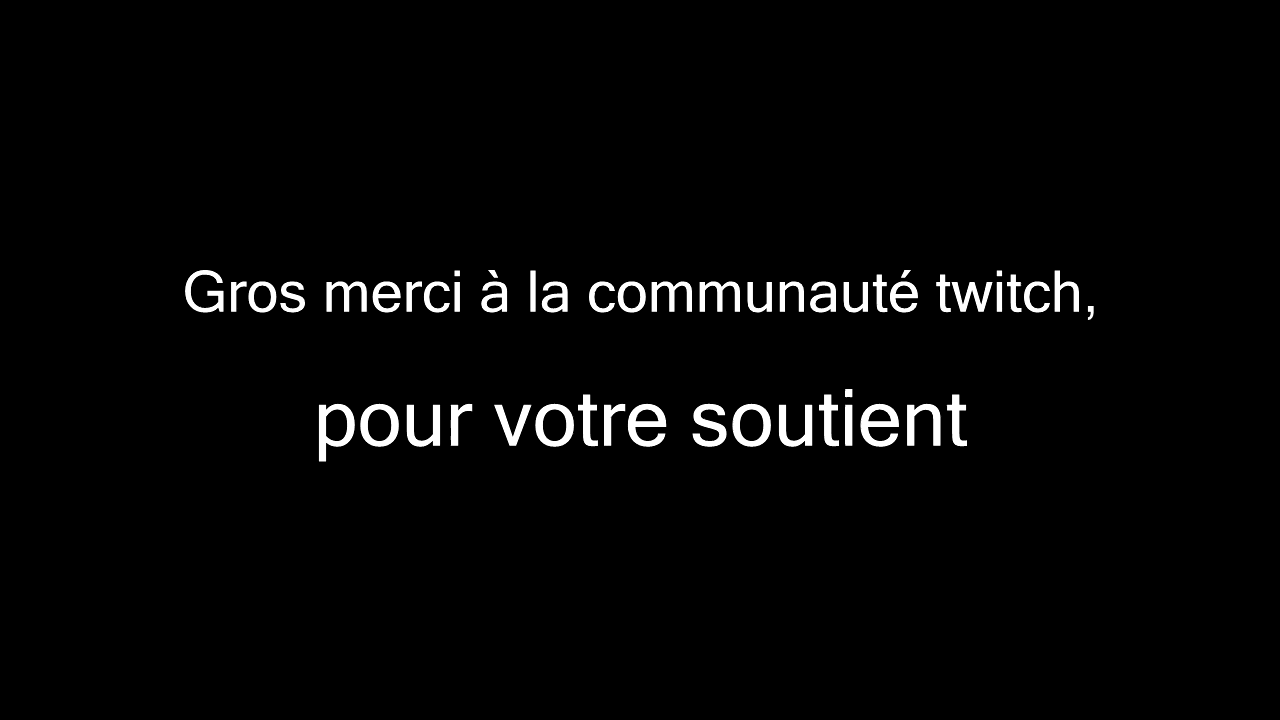 Gros merci à la communauté twitch,
pour votre soutient